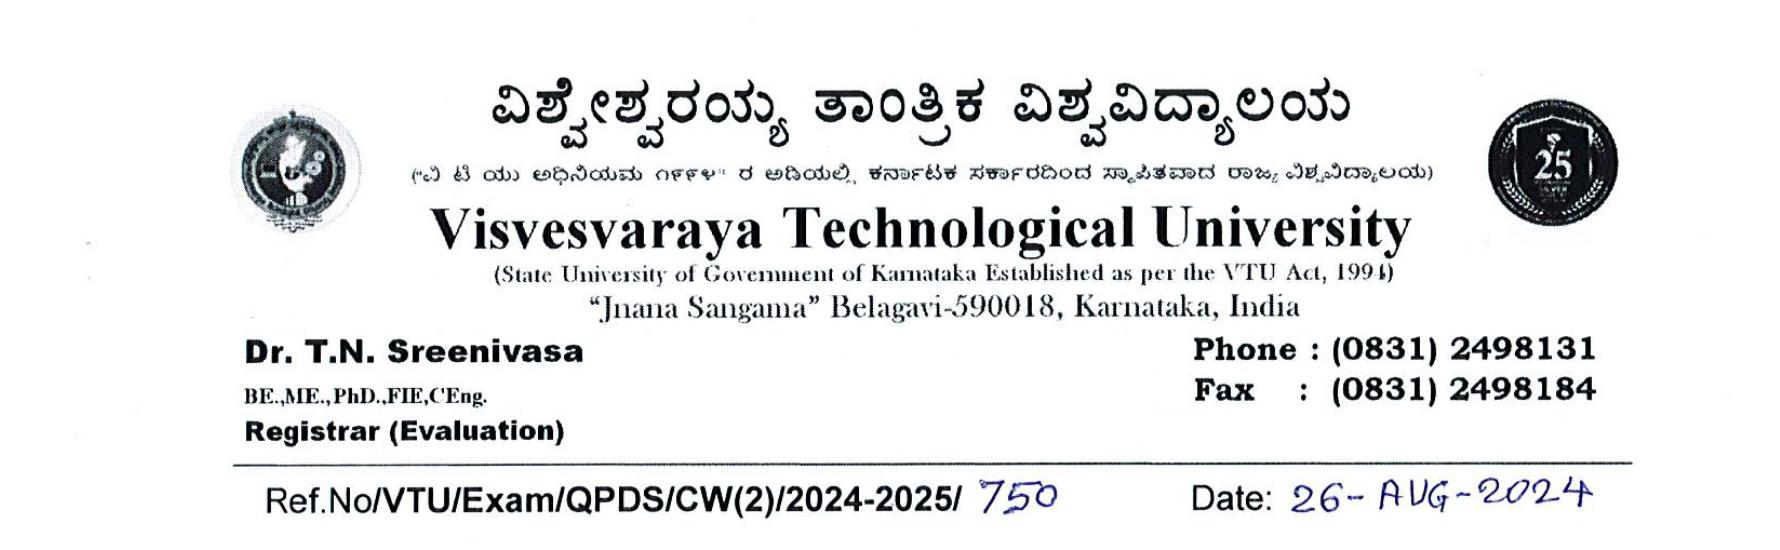 ವಿಶ್ವೇಶ್ವರಯ್ಯ ತಾಂತ್ರಿಕ ವಿಶ್ವವಿದ್ಯಾಲಯ
("ವಿ ಟಿ ಯು ಅಧಿನಿಯಮ ೧೯೯೪" ರ ಅಡಿಯಲ್ಲಿ ಕರ್ನಾಟಕ ಸರ್ಕಾರದಿಂದ ಸ್ಥಾಪಿತವಾದ ರಾಜ್ಯ ವಿಶ್ವವಿದ್ಯಾಲಯ)
25
Visvesvaraya Technological University
(State University of Government of Karnataka Established as per the VTU Act, 1994)
“Jnana Sangama” Belagavi-590018, Karnataka, India
Dr. T.N. Sreenivasa
Phone : (0831) 2498131
BE.,ME.,PhD.,FIE,C'Eng.
Fax : (0831) 2498184
Registrar (Evaluation)
Ref.No/VTU/Exam/QPDS/CW(2)/2024-2025/ 750
Date: 26-AUG-2024